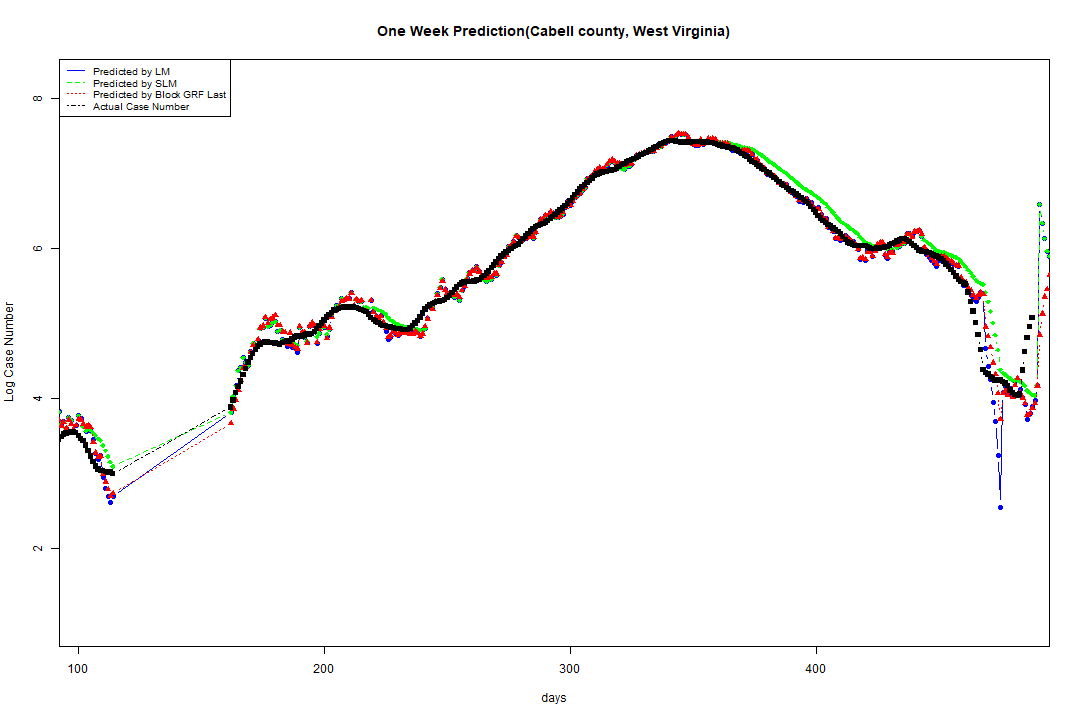 One Week Prediction(Cabell county, West Virginia)
Predicted by LM
Predicted by SLM
Predicted by Block GRF Last
Actual Case Number
8
6
4
2
Log Case Number
100 200 300 400
days